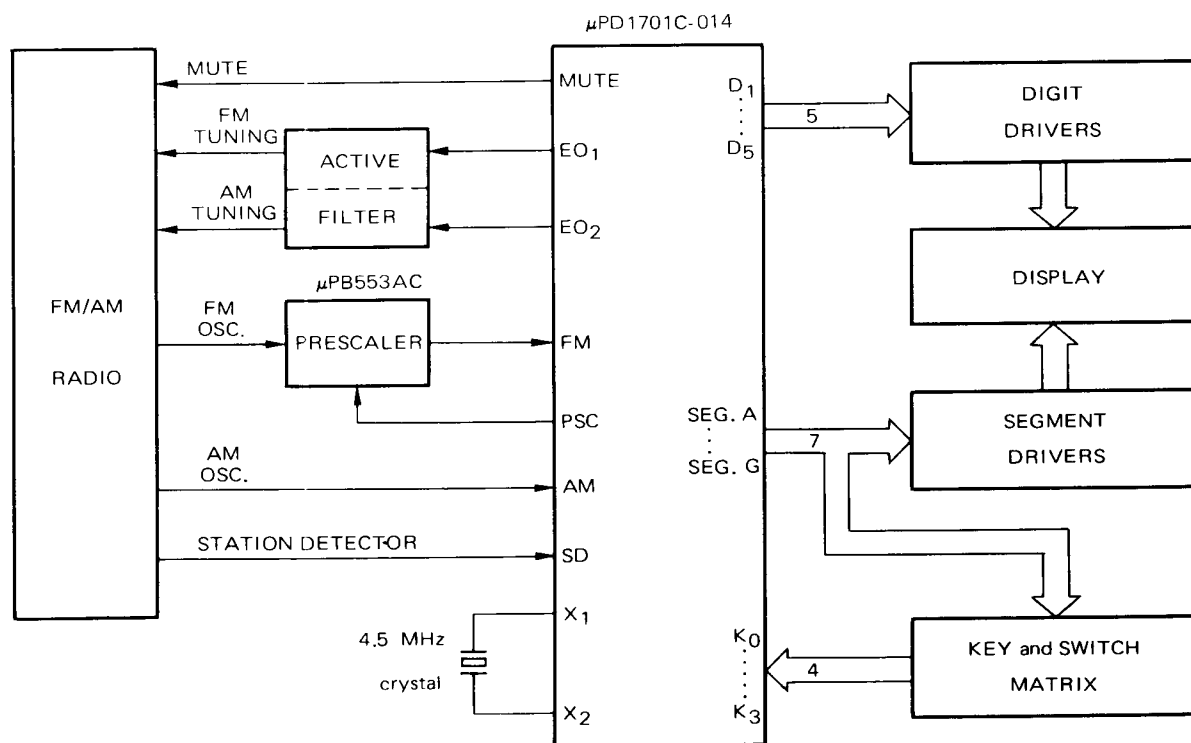 μPD1701C-014
MUTE
FM
TUNING
AM
TUNING
ACTIVE
FILTER
μPB553AC
FM/AM
RADIO
FM
OSC.
PRESCALER
AM
OSC.
STATION DETECTOR
4.5 MHz
crystal
MUTE
EO1
EO2
FM
PSC
AM
SD
X1
X2
D1
D5
5
SEG. A
SEG. G
7
K0
K3
4
DIGIT
DRIVERS
DISPLAY
SEGMENT
DRIVERS
KEY and SWITCH
MATRIX